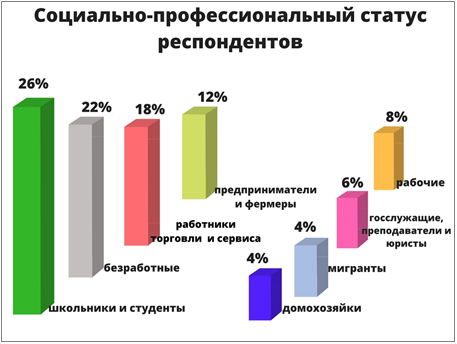 Социально-профессиональный статус
респондентов
26%
22%
18%
12%
8%
6%
4%
4%
предприниматели
и фермеры
рабочие
работники
торговли и сервиса
госслужащие,
преподаватели и
юристы
безработные
мигранты
школьники и студенты
домохозяйки